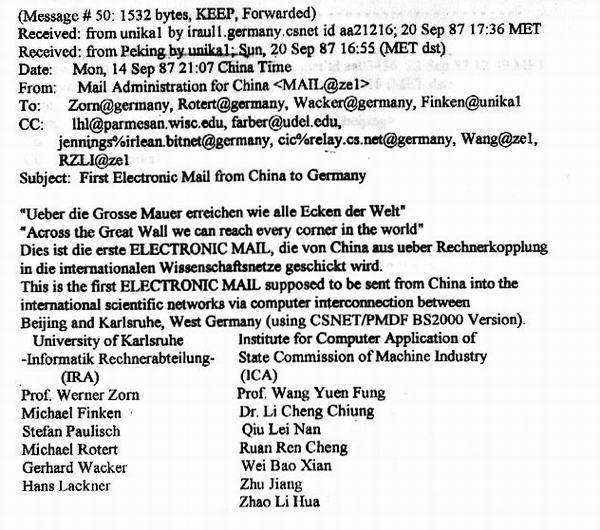 (Message # 50: 1532 bytes, KEEP, Forwarded)
Received: from unika1 by iraul1.germany.csnet id aa21216; 20 Sep 87 17:36 MET
Received: from Peking by unika1; Sun, 20 Sep 87 16:55 (MET dst)
Date: Mon, 14 Sep 87 21:07 China Time
From: Mail Administration for China <MAIL@ze1>
To: Zorn@germany, Rotert@germany, Wacker@germany, Finken@unika1
CC: lhl@parmesan.wisc.edu, farber@udel.edu,
jennings%irlean.bitnet@germany, cic%relay.cs.net@germany, Wang@ze1,
RZLI@ze1
Subject: First Electronic Mail from China to Germany
"Ueber die Grosse Mauer erreichen wie alle Ecken der Welt"
"Across the Great Wall we can reach every corner in the world"
Dies ist die erste ELECTRONIC MAIL, die von China aus ueber Rechnerkopplung
in die internationalen Wissenschaftsnetze geschickt wird.
This is the first ELECTRONIC MAIL supposed to be sent from China into the
international scientific networks via computer interconnection between
Beijing and Karlsruhe, West Germany (using CSNET/PMDF BS2000 Version).
University of Karlsruhe Institute for Computer Application of
-Informatik Rechnerabteilung- State Commission of Machine Industry
(IRA) (ICA)
Prof. Werner Zorn Prof. Wang Yuen Fung
Michael Finken Dr. Li Cheng Chiung
Stefan Paulisch Qiu Lei Nan
Michael Rotert Ruan Ren Cheng
Gerhard Wacker Wei Bao Xian
Hans Lackner Zhu Jiang
Zhao Li Hua